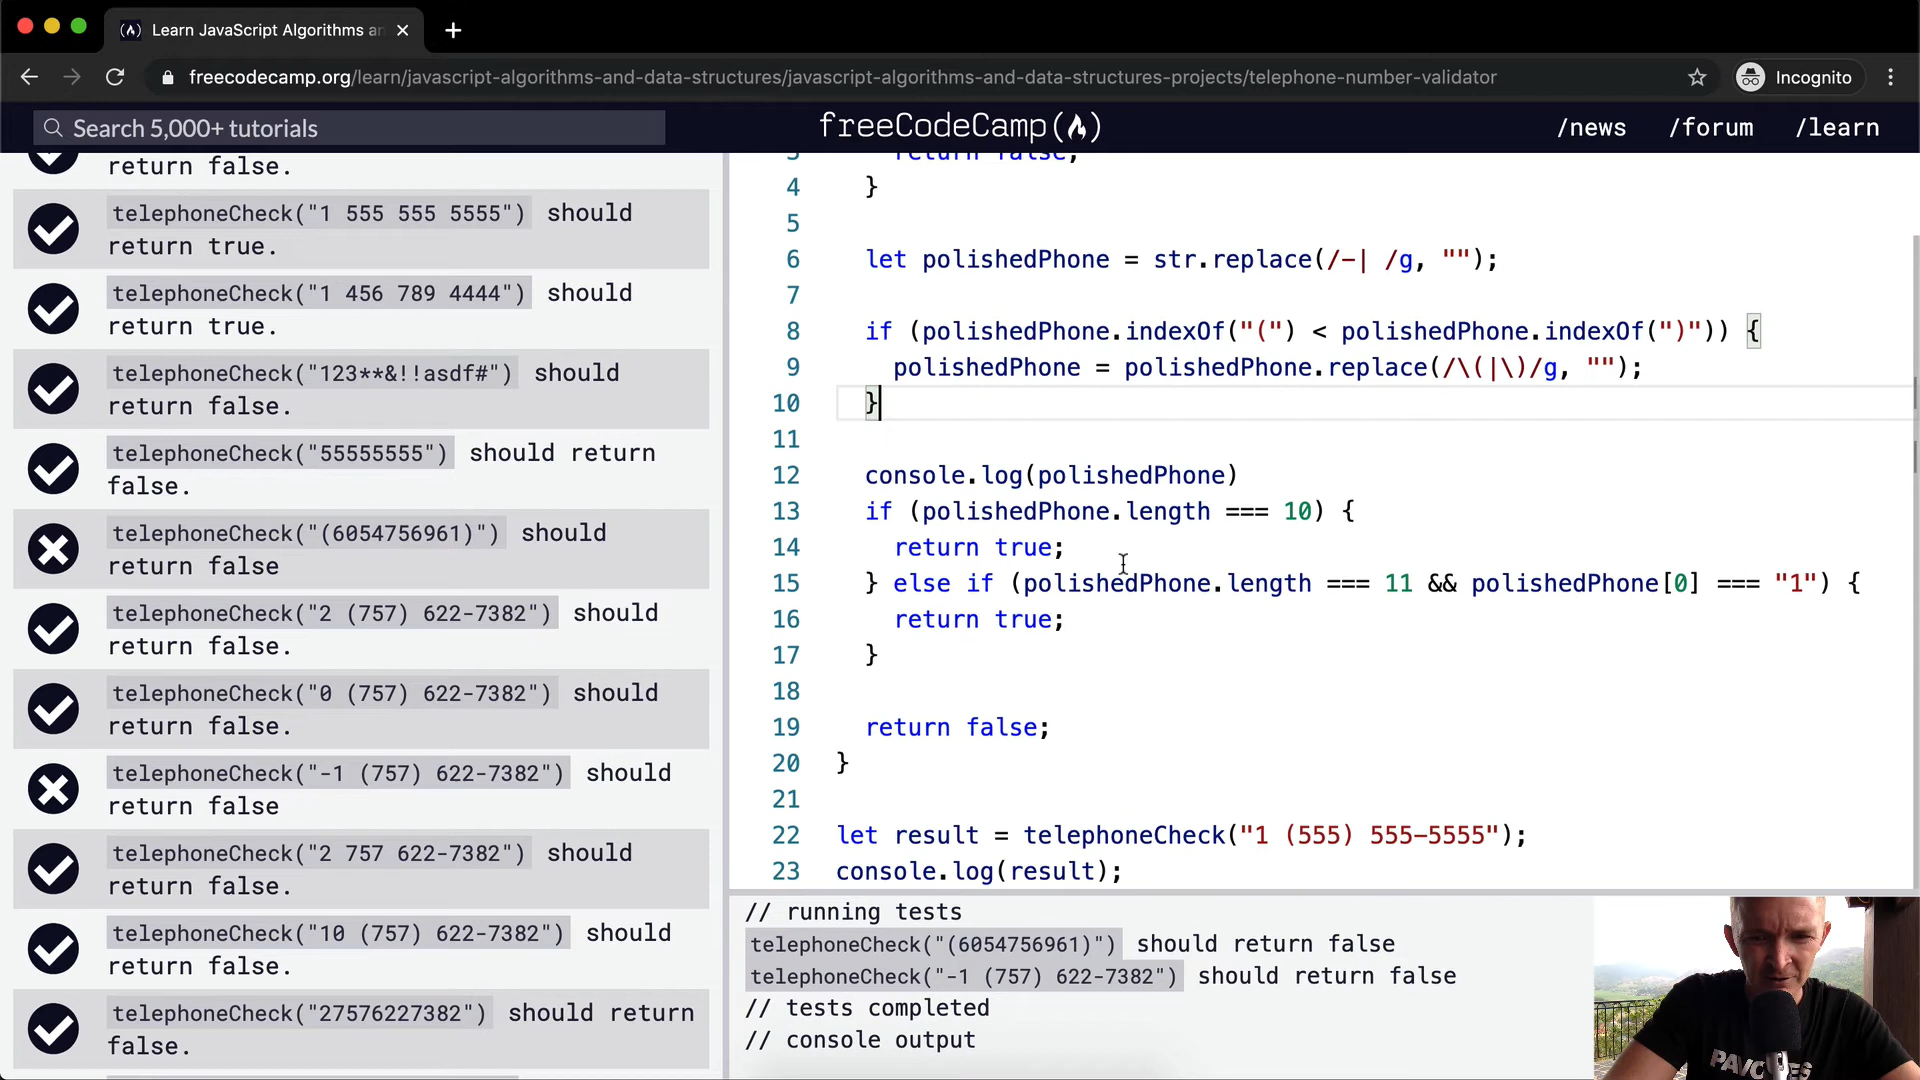 Learn JavaScript Algorithms an
freecodecamp.org/learn/javascript-algorithms-and-data-structures/javascript-algorithms-and-data-structures-projects/telephone-number-validator
Incognito
Search 5,000+ tutorials
freeCodeCamp
/news /forum /learn
return false.
telephoneCheck("1 555 555 5555") should
return true.
telephoneCheck("1 456 789 4444") should
return true.
telephoneCheck("123**&!!asdf#") should
return false.
telephoneCheck("55555555") should return
false.
telephoneCheck("(6054756961)") should
return false
telephoneCheck("2 (757) 622-7382") should
return false.
telephoneCheck("0 (757) 622-7382") should
return false.
telephoneCheck("-1 (757) 622-7382") should
return false
telephoneCheck("2 757 622-7382") should
return false.
telephoneCheck("10 (757) 622-7382") should
return false.
telephoneCheck("27576227382") should return
false.
3 return false;
4 }
5
6 let polishedPhone = str.replace(/-| /g, "");
7
8 if (polishedPhone.indexOf("(") < polishedPhone.indexOf(")")) {
9 polishedPhone = polishedPhone.replace(/\(|\)/g, "");
10 }
11
12 console.log(polishedPhone)
13 if (polishedPhone.length === 10) {
14 return true;
15 } else if (polishedPhone.length === 11 && polishedPhone[0] === "1") {
16 return true;
17 }
18
19 return false;
20 }
21
22 let result = telephoneCheck("1 (555) 555-5555");
23 console.log(result);
// running tests
telephoneCheck("(6054756961)") should return false
telephoneCheck("-1 (757) 622-7382") should return false
// tests completed
// console output